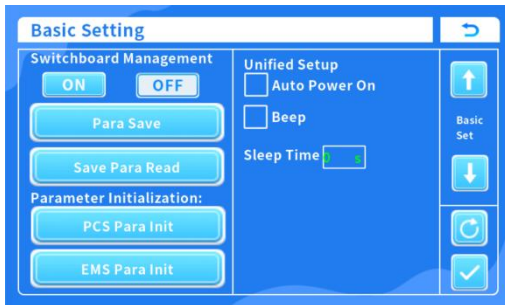 Basic Setting
Switchboard Management
ON OFF
Para Save
Save Para Read
Parameter Initialization:
PCS Para Init
EMS Para Init
Unified Setup
Auto Power On
Beep
Sleep Time 0 s
Basic
Set